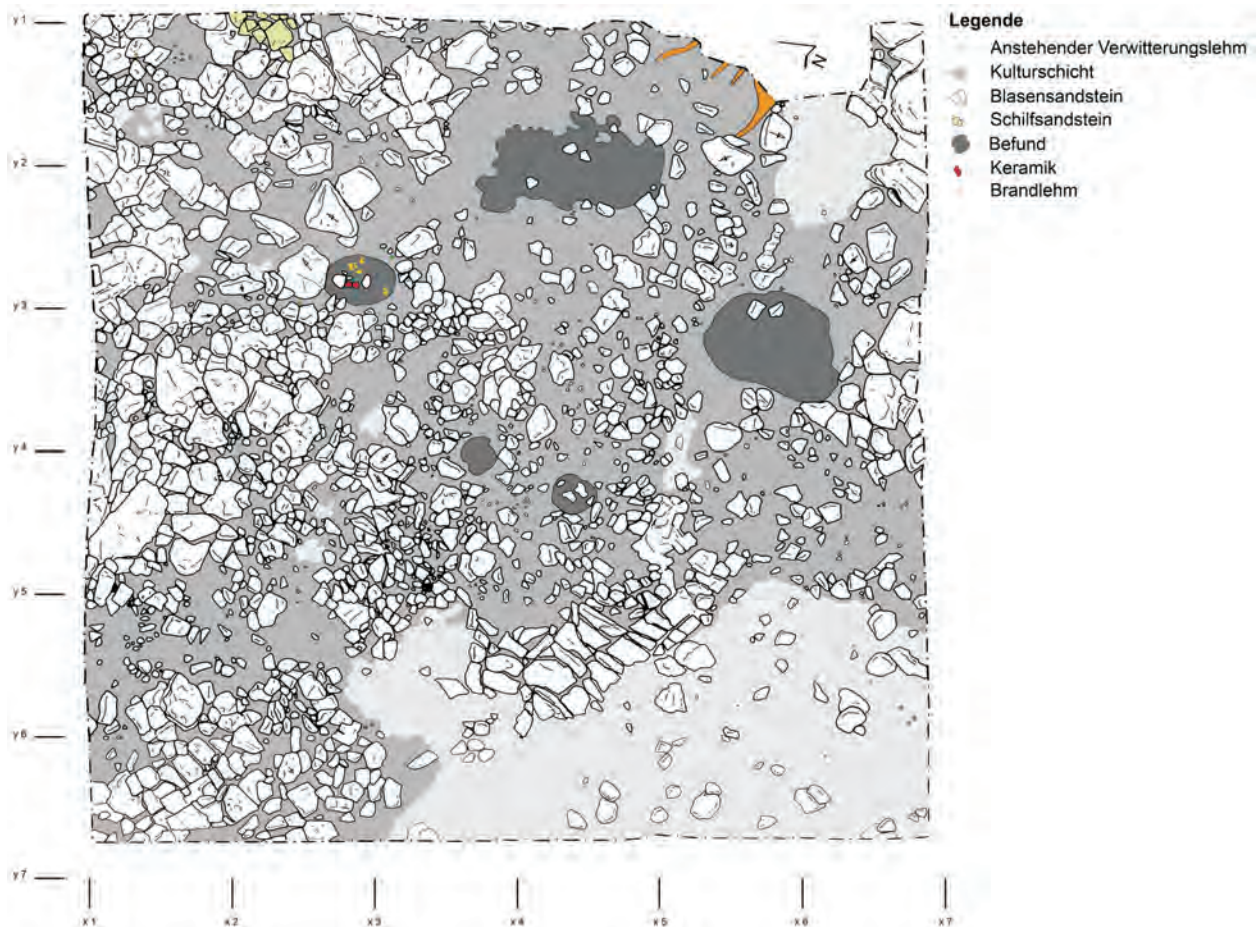 y1
y2
y3
y4
y5
y6
y7
x1
x2
x3
x4
x5
x6
x7
N
Legende
Anstehender Verwitterungslehm
Kulturschicht
Blasensandstein
Schilfsandstein
Befund
Keramik
Brandlehm